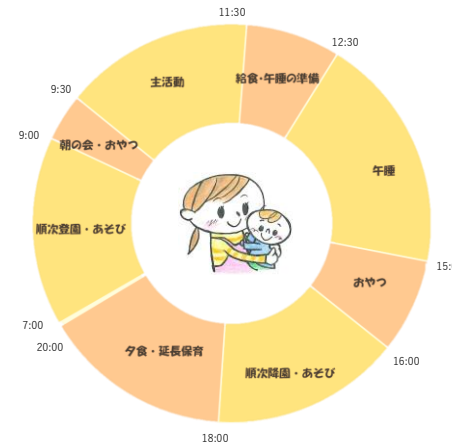 11:30
12:30
給食・午睡の準備
主活動
9:30
朝の会・おやつ
9:00
午睡
順次登園・あそび
15:
おやつ
7:00
20:00
夕食・延長保育
16:00
順次降園・あそび
18:00